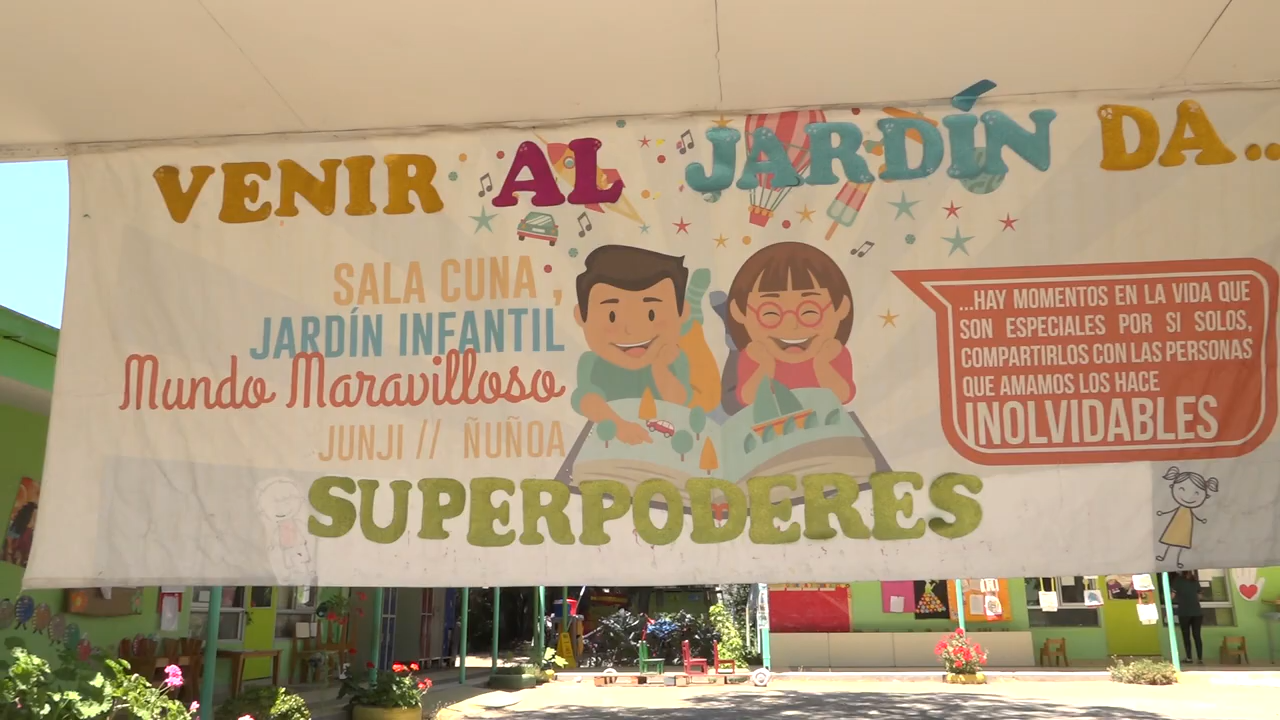 VENIR AL JARDÍN DA...
SALA CUNA ,
JARDÍN INFANTIL
Mundo Maravilloso
JUNJI // ÑUÑOA
...HAY MOMENTOS EN LA VIDA QUE
SON ESPECIALES POR SI SOLOS,
COMPARTIRLOS CON LAS PERSONAS
QUE AMAMOS LOS HACE
INOLVIDABLES
SUPERPODERES